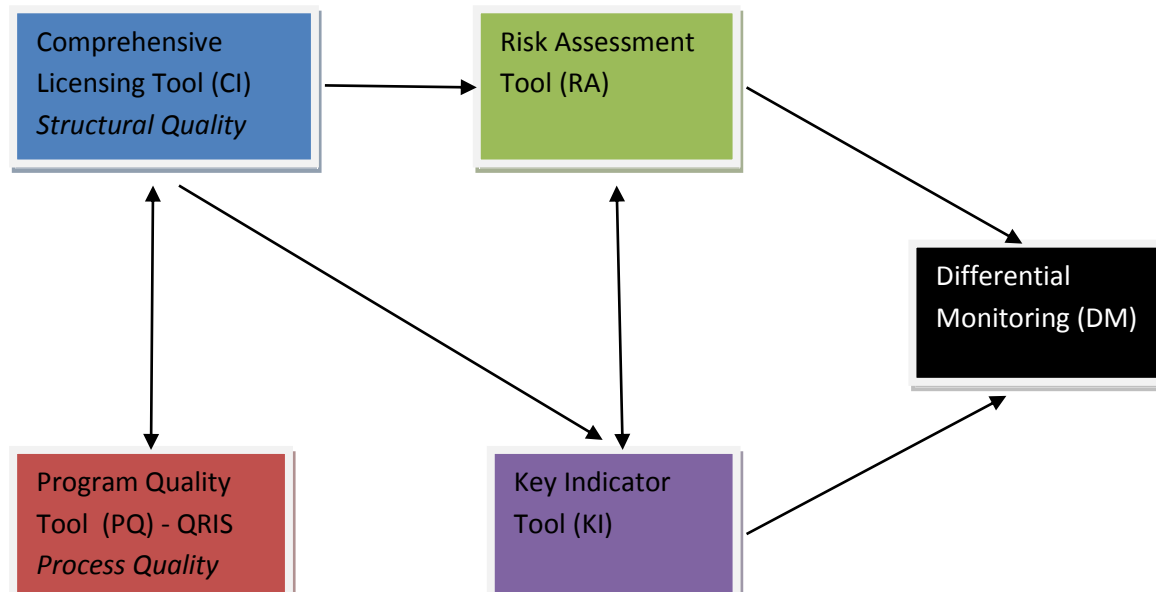 Comprehensive
Licensing Tool (CI)
Structural Quality
Risk Assessment
Tool (RA)
Differential
Monitoring (DM)
Program Quality
Tool  (PQ) - QRIS
Process Quality
Key Indicator
Tool (KI)